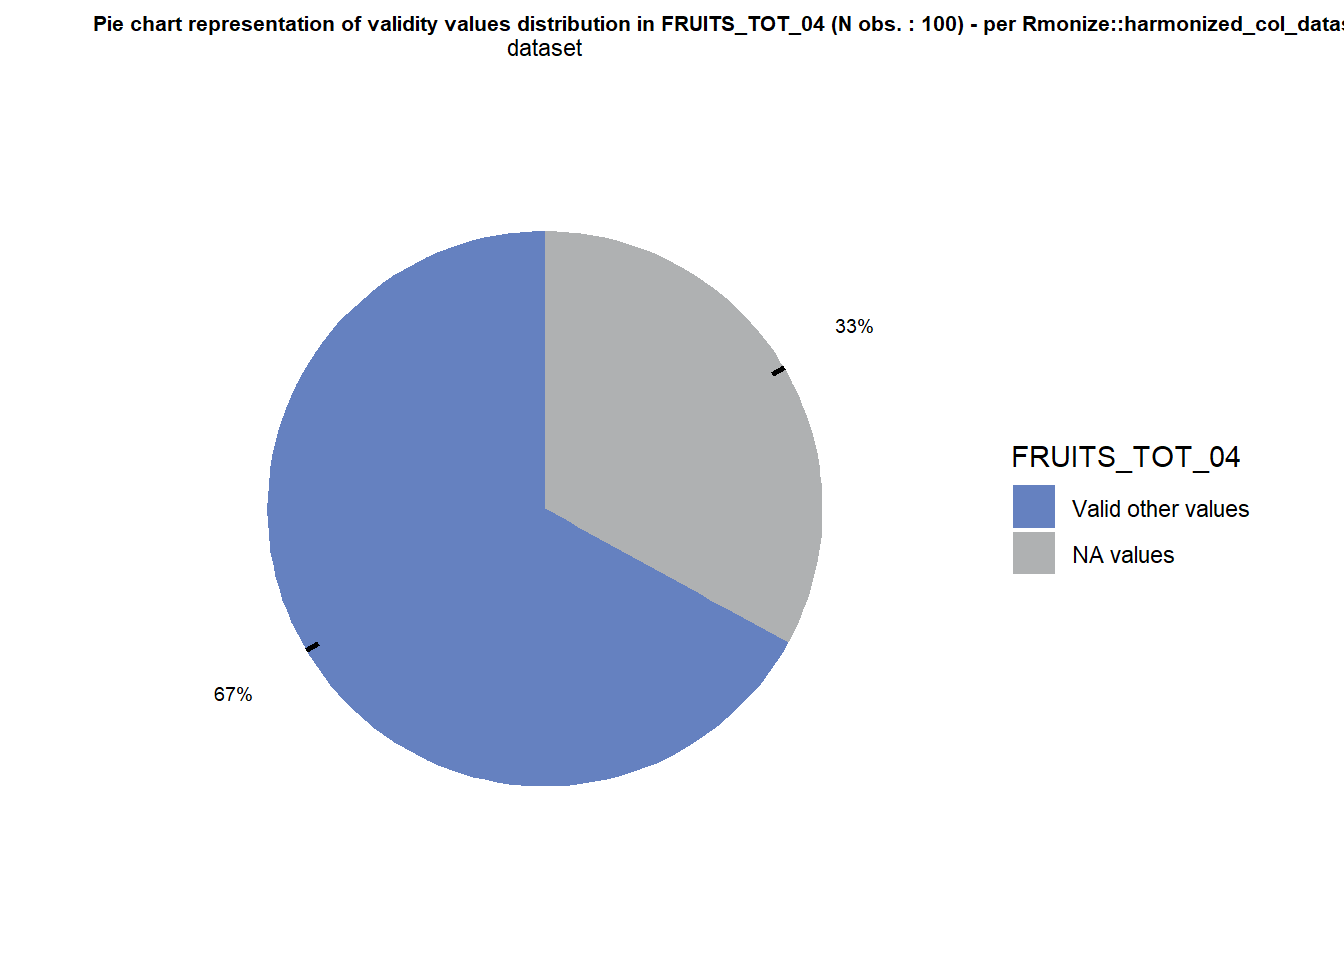 Pie chart representation of validity values distribution in FRUITS_TOT_04 (N obs. : 100) - per Rmonize::harmonized_col_datas
dataset
33%
FRUITS_TOT_04
Valid other values
NA values
67%